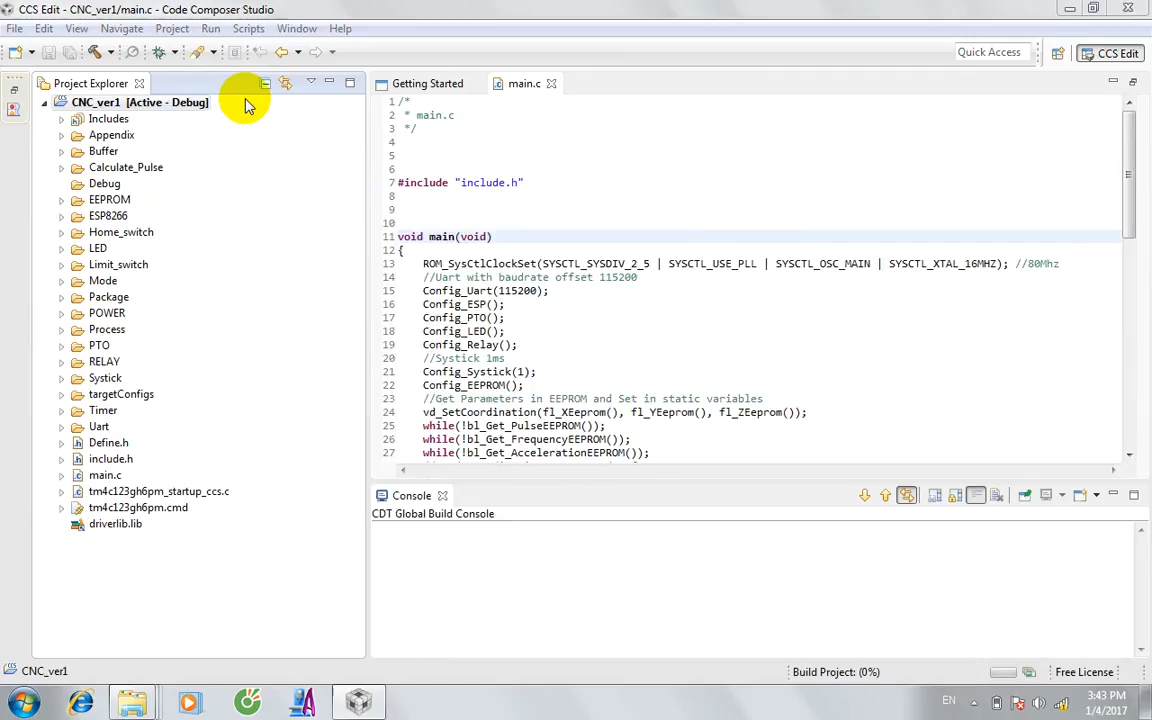 CCS Edit - CNC_ver1/main.c - Code Composer Studio
File Edit View Navigate Project Run Scripts Window Help
Quick Access
CCS Edit
Project Explorer
CNC_ver1 [Active - Debug]
Includes
Appendix
Buffer
Calculate_Pulse
Debug
EEPROM
ESP8266
Home_switch
LED
Limit_switch
Mode
Package
POWER
Process
PTO
RELAY
Systick
targetConfigs
Timer
Uart
Define.h
include.h
main.c
tm4c123gh6pm_startup_ccs.c
tm4c123gh6pm.cmd
driverlib.lib
Getting Started
main.c
1 /*
2 * main.c
3 */
4
5
6
7 #include "include.h"
8
9
10
11 void main(void)
12 {
13 ROM_SysCtlClockSet(SYSCTL_SYSDIV_2_5 | SYSCTL_USE_PLL | SYSCTL_OSC_MAIN | SYSCTL_XTAL_16MHZ); //80Mhz
14 //Uart with baudrate offset 115200
15 Config_Uart(115200);
16 Config_ESP();
17 Config_PTO();
18 Config_LED();
19 Config_Relay();
20 //Systick 1ms
21 Config_Systick(1);
22 Config_EEPROM();
23 //Get Parameters in EEPROM and Set in static variables
24 vd_SetCoordination(fl_XEeprom(), fl_YEeprom(), fl_ZEeprom());
25 while(!bl_Get_PulseEEPROM());
26 while(!bl_Get_FrequencyEEPROM());
27 while(!bl_Get_AccelerationEEPROM());
Console
CDT Global Build Console
CNC_ver1
Build Project: (0%)
Free License
EN
3:43 PM
1/4/2017